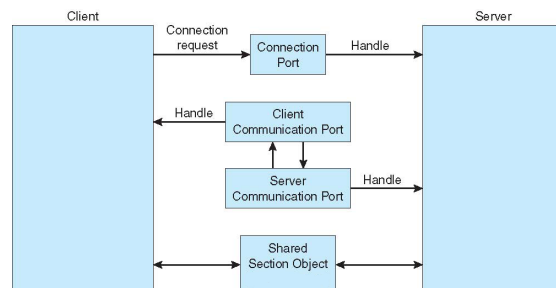 Client
Server
Connection
request
Connection
Port
Handle
Handle
Client
Communication Port
Server
Communication Port
Handle
Shared
Section Object